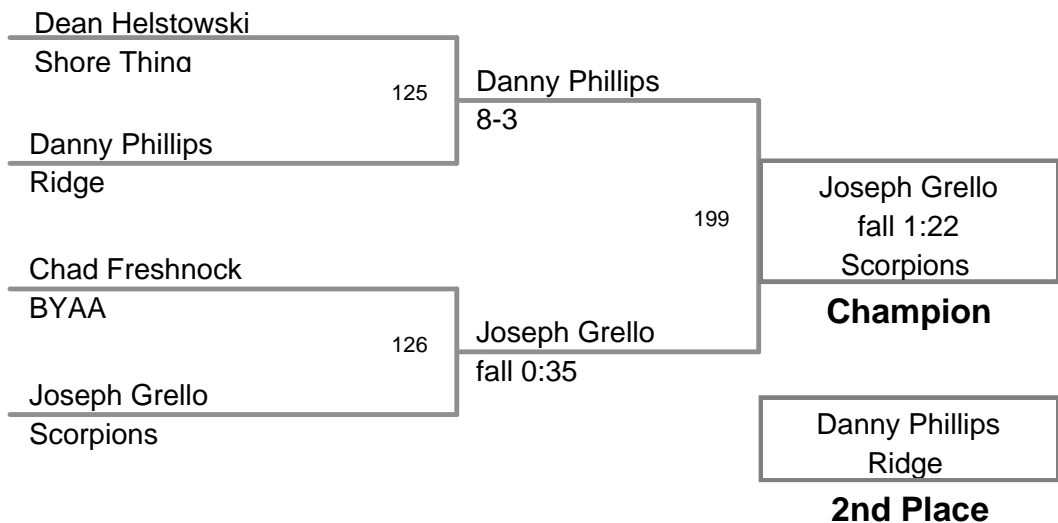 Dean Helstowski
Shore Thing
125
Danny Phillips
8-3
Danny Phillips
Ridge
199
Joseph Grello
fall 1:22
Scorpions
Champion
Chad Freshnock
BYAA
126
Joseph Grello
fall 0:35
Joseph Grello
Scorpions
Danny Phillips
Ridge
2nd Place